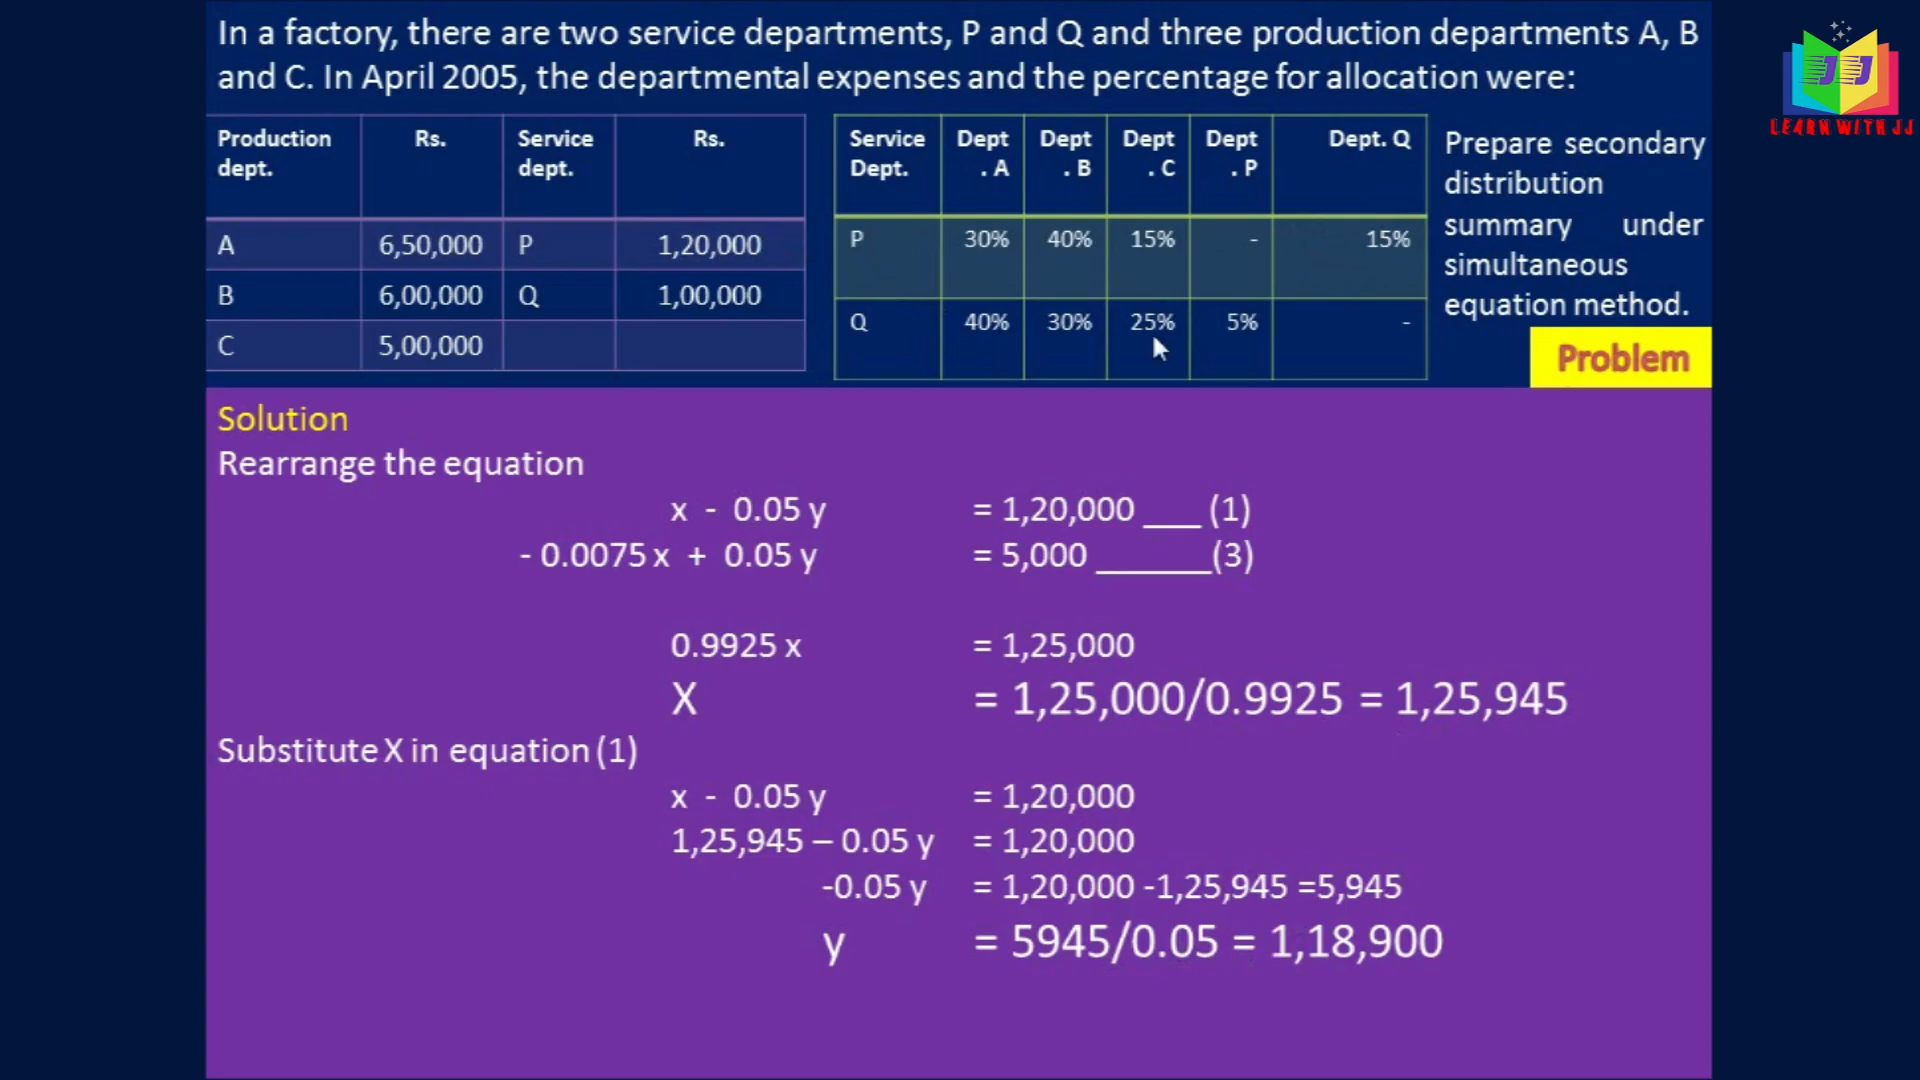 In a factory, there are two service departments, P and Q and three production departments A, B
and C. In April 2005, the departmental expenses and the percentage for allocation were:
Production dept. Rs. Service dept. Rs.
A 6,50,000 P 1,20,000
B 6,00,000 Q 1,00,000
C 5,00,000
Service Dept. Dept . A Dept . B Dept . C Dept . P Dept. Q
P 30% 40% 15% - 15%
Q 40% 30% 25% 5% -
Prepare secondary
distribution
summary under
simultaneous
equation method.
Problem
JJ
LEARN WITH JJ
Solution
Rearrange the equation
x - 0.05 y = 1,20,000 ___ (1)
- 0.0075 x + 0.05 y = 5,000 ______(3)
0.9925 x = 1,25,000
X = 1,25,000/0.9925 = 1,25,945
Substitute X in equation (1)
x - 0.05 y = 1,20,000
1,25,945 – 0.05 y = 1,20,000
-0.05 y = 1,20,000 -1,25,945 =5,945
y = 5945/0.05 = 1,18,900